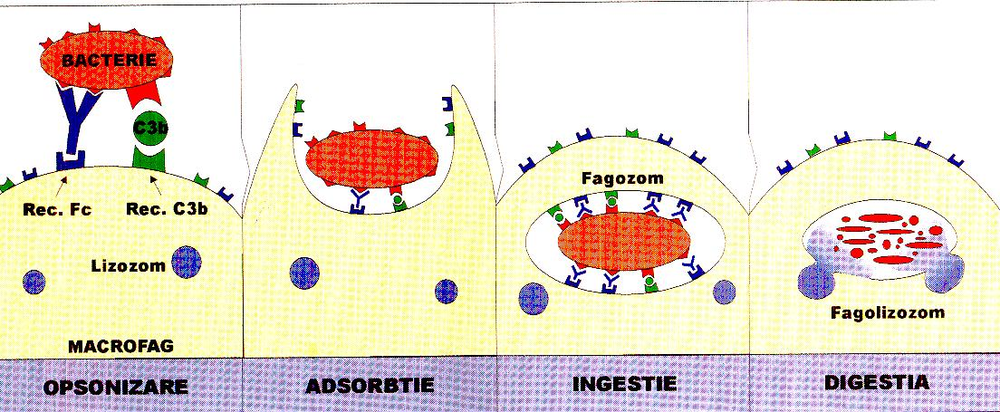 BACTERIE
C3b
Rec. Fc
Rec. C3b
Lizozom
MACROFAG
OPSONIZARE
ADSORBTIE
Fagozom
INGESTIE
Fagolizozom
DIGESTIA